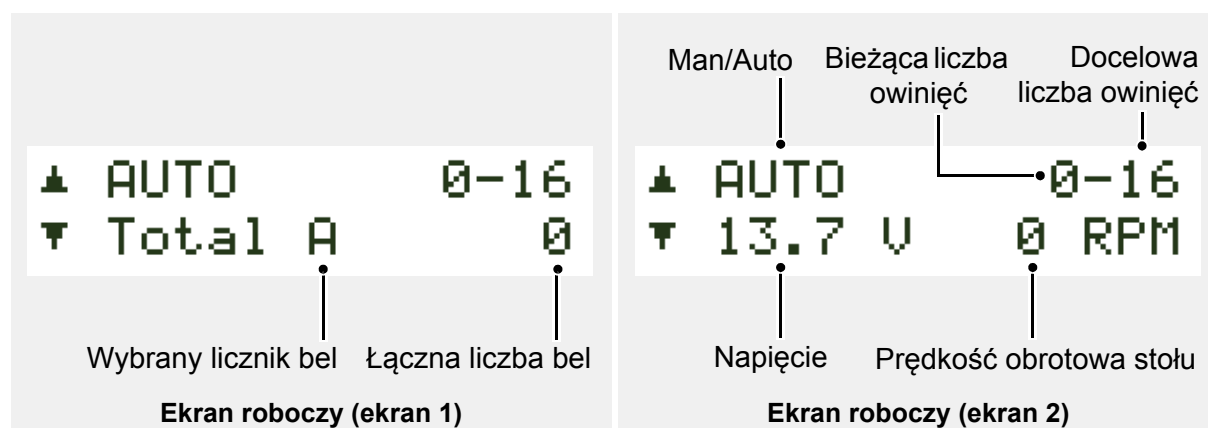 ▲ AUTO 0-16
▼ Total A 0
Wybrany licznik bel Łączna liczba bel
Ekran roboczy (ekran 1)
Man/Auto
Bieżąca liczba
owinięć
Docelowa
liczba owinięć
▲ AUTO 0-16
▼ 13.7 V 0 RPM
Napięcie Prędkość obrotowa stołu
Ekran roboczy (ekran 2)